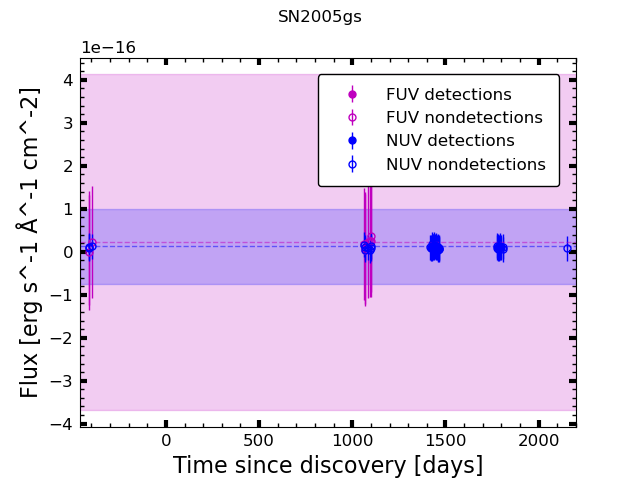 SN2005gs
1e−16
Flux [erg s^-1 Å^-1 cm^-2]
4
3
2
1
0
−1
−2
−3
−4
FUV detections
FUV nondetections
NUV detections
NUV nondetections
0 500 1000 1500 2000
Time since discovery [days]